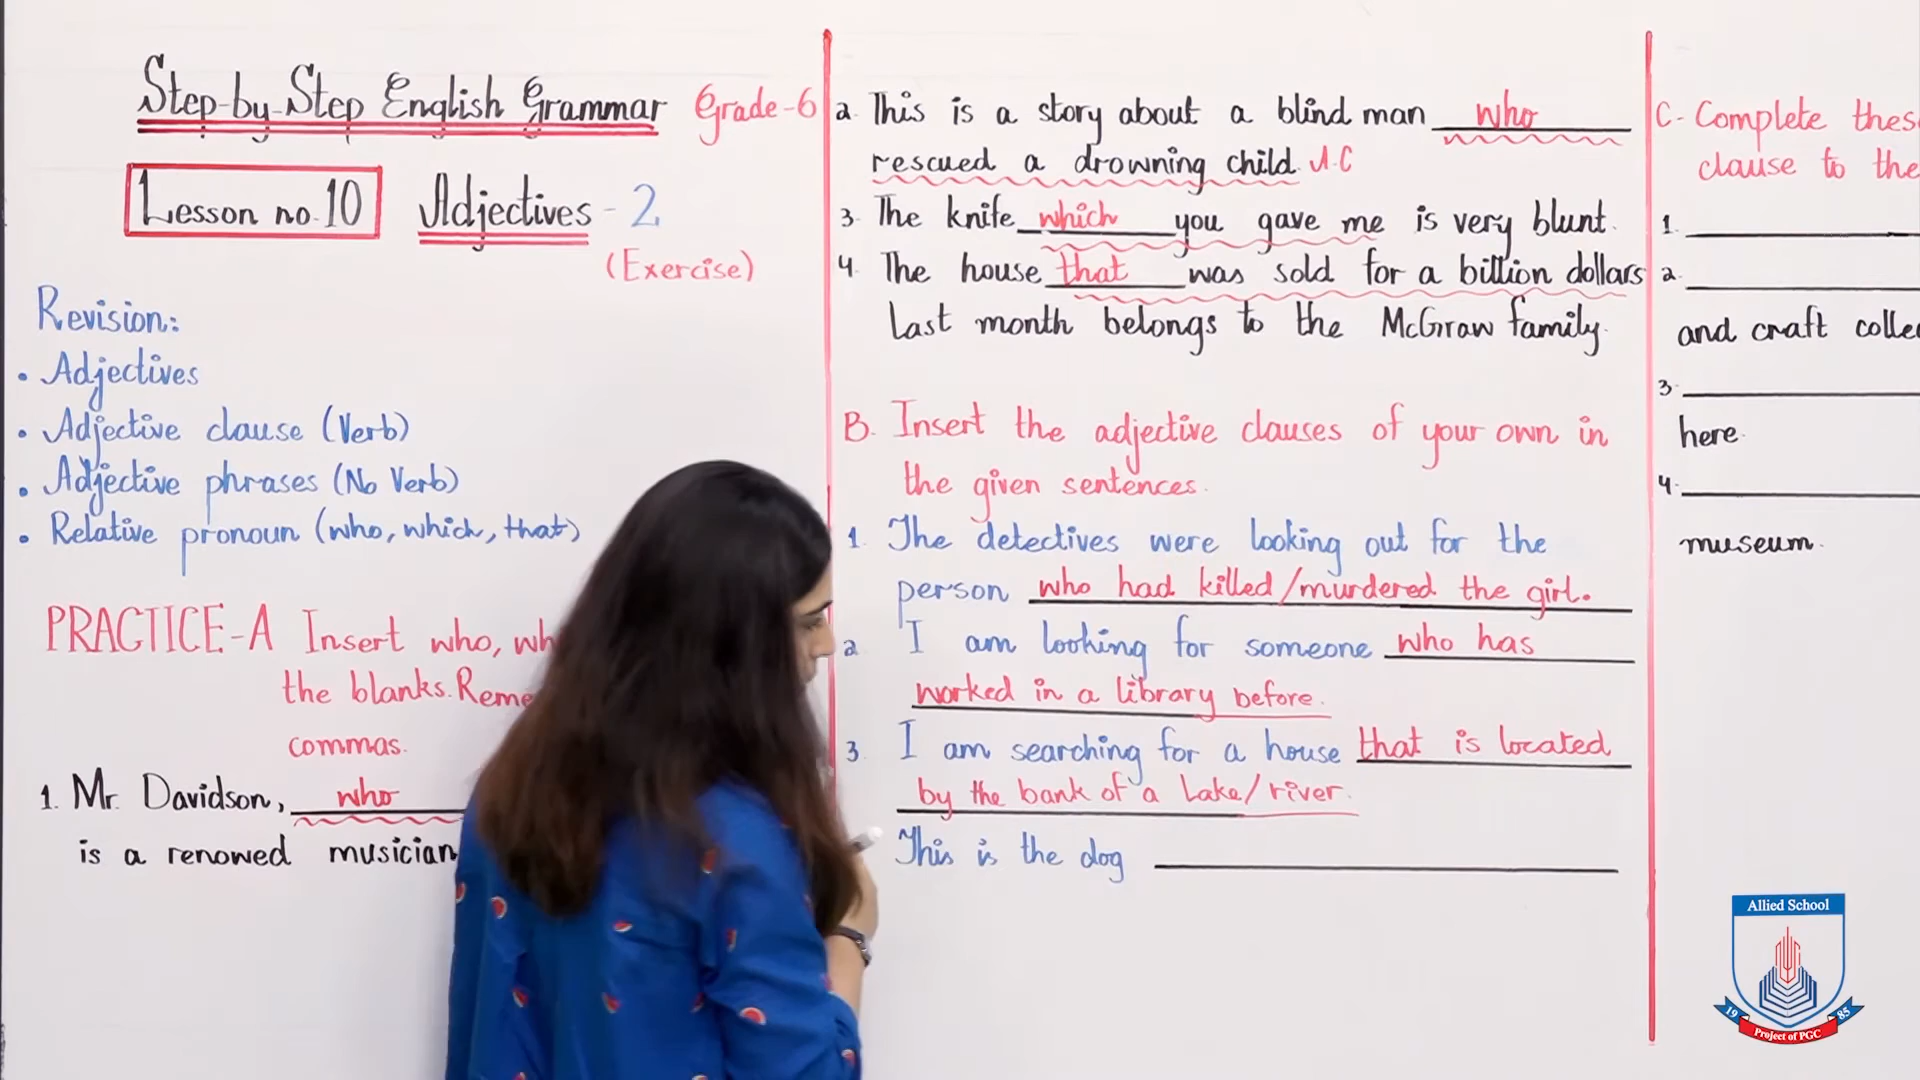 Step-by-Step English Grammar Grade-6
Lesson no. 10 Adjectives - 2
(Exercise)
Revision:
• Adjectives
• Adjective clause (Verb)
• Adjective phrases (No Verb)
• Relative pronoun (who, which, that)
PRACTICE-A Insert who, wh
the blanks. Reme
commas.
1. Mr. Davidson, who
is a renowed musician
2. This is a story about a blind man who
rescued a drowning child. A.C
3. The knife which you gave me is very blunt.
4. The house that was sold for a billion dollars
last month belongs to the McGraw family.
B. Insert the adjective clauses of your own in
the given sentences.
1. The detectives were looking out for the
person who had killed/murdered the girl.
2 I am looking for someone who has
worked in a library before.
3. I am searching for a house that is located
by the bank of a lake/river.
This is the dog
C- Complete thes
clause to the
1.
2.
and craft colle
3.
here.
4.
museum.
Allied School
19 85
Project of PGC